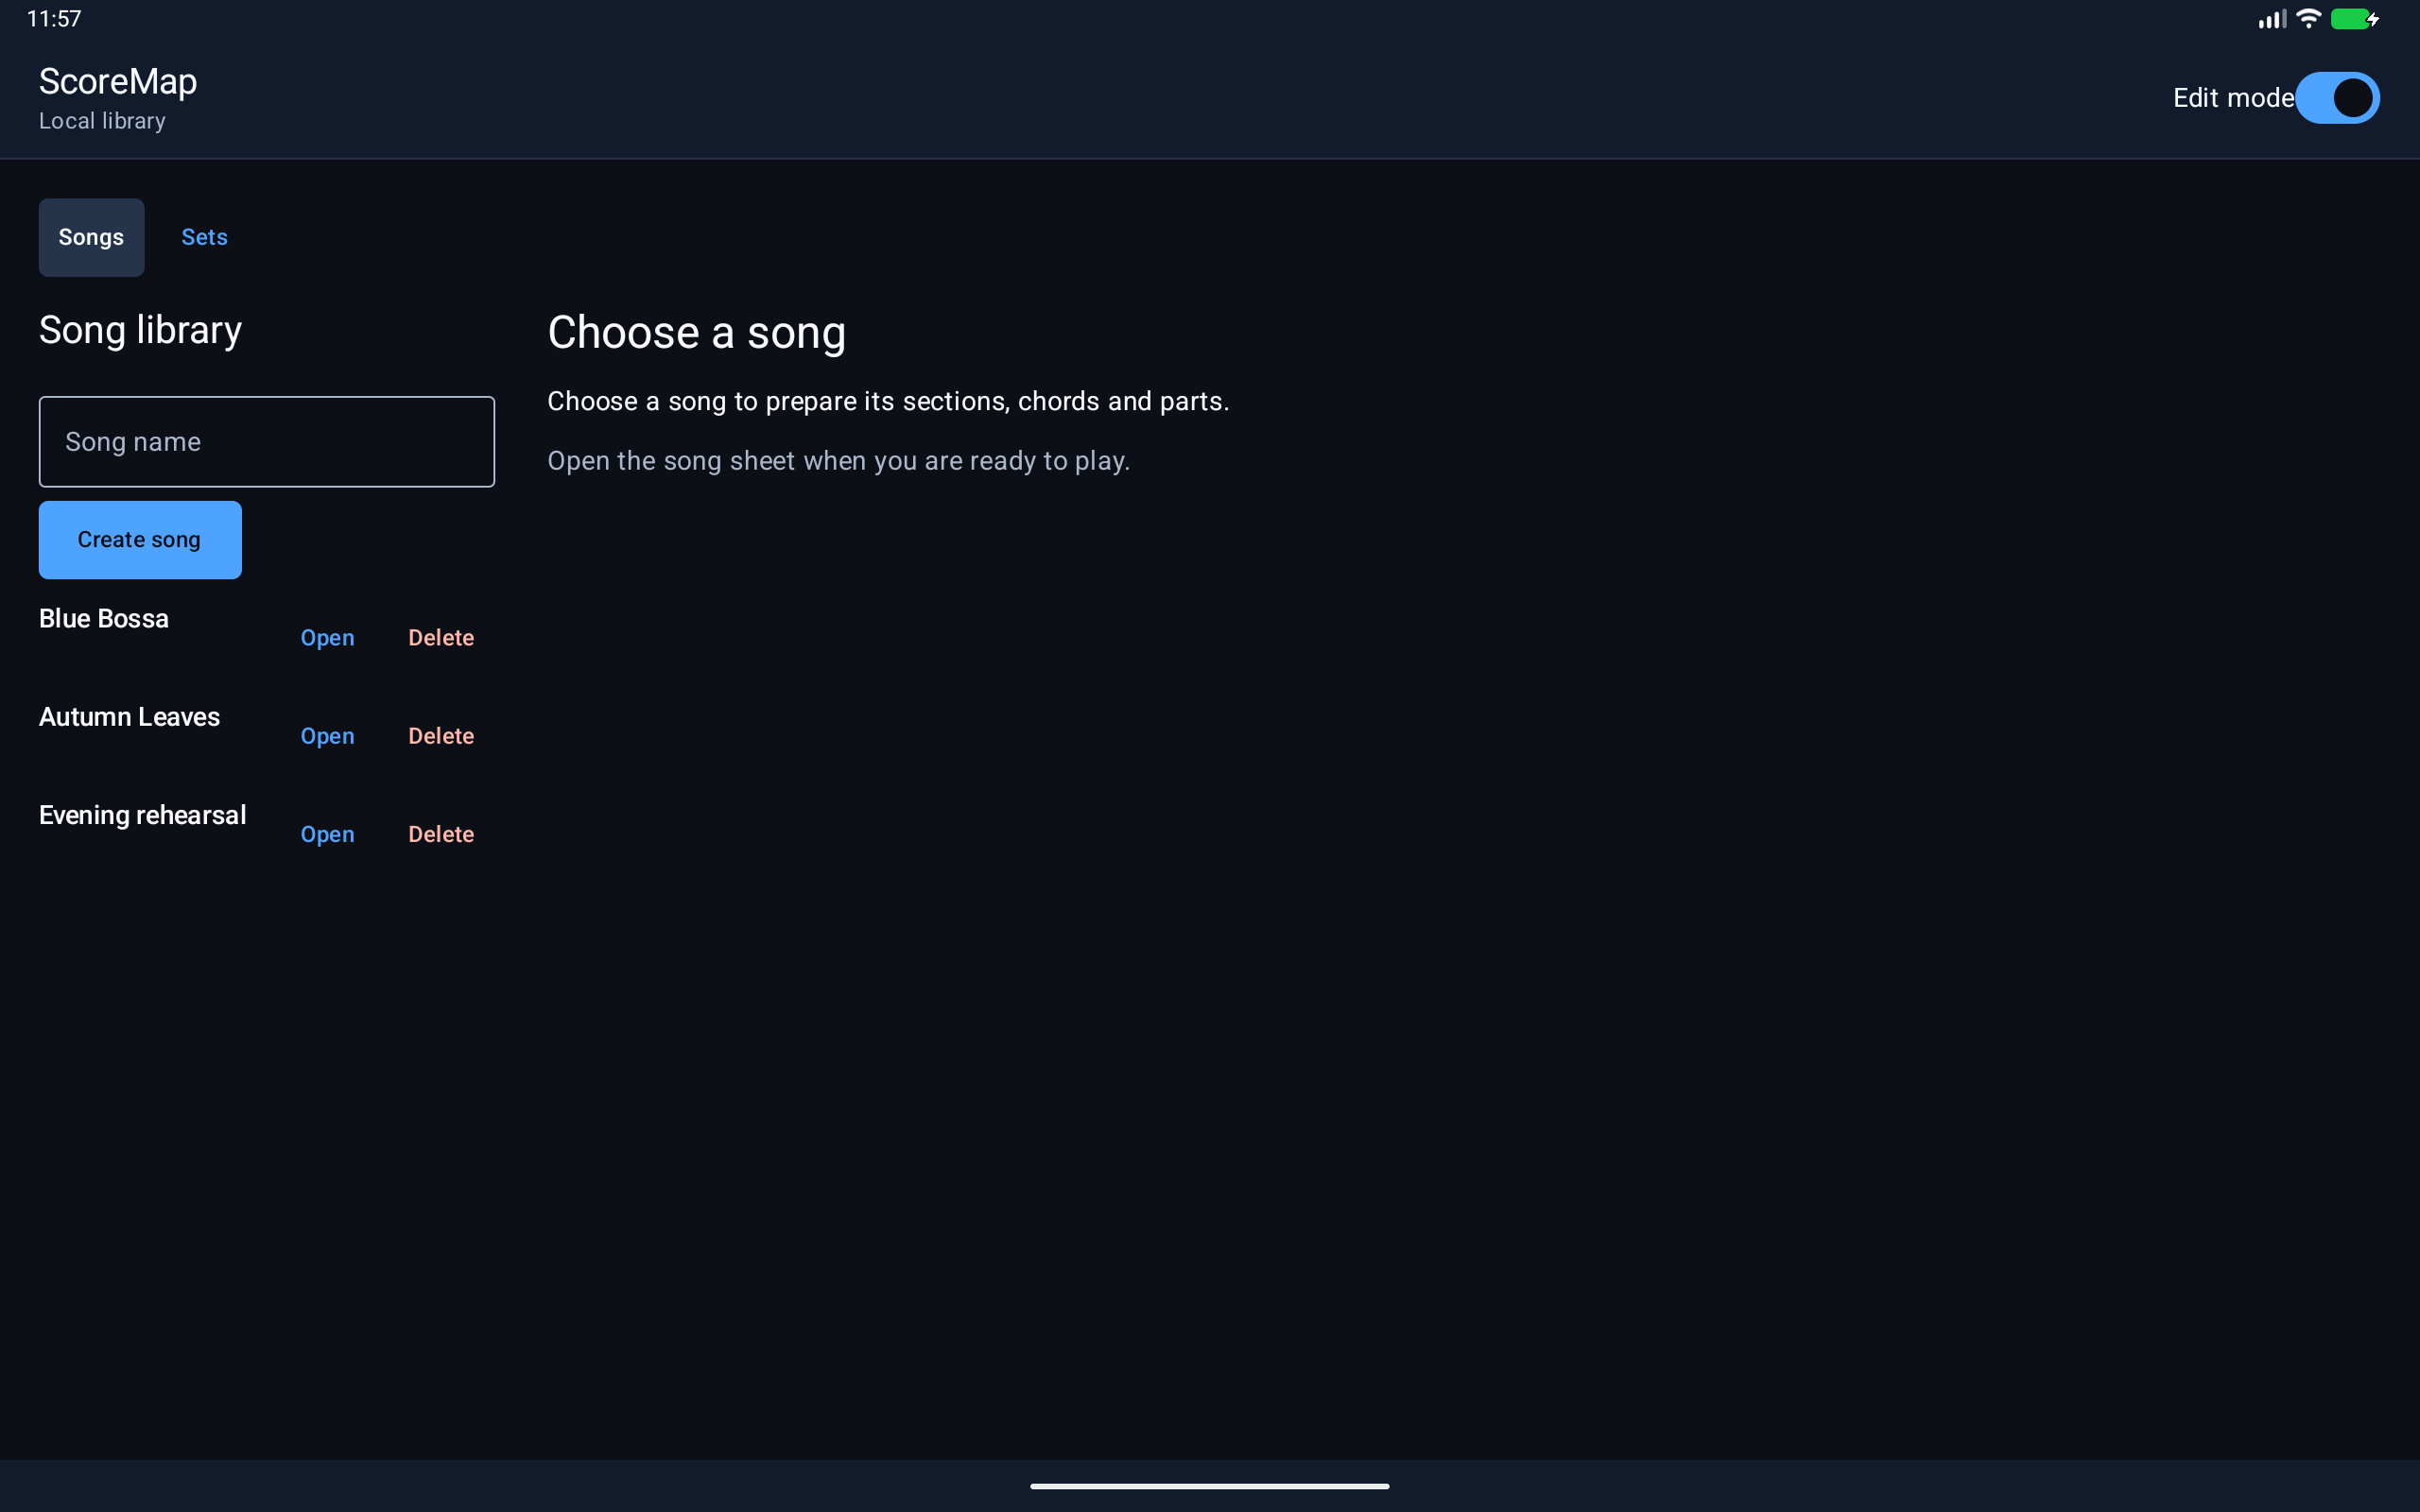 11:57
ScoreMap
Local library
Edit mode
Songs
Sets
Song library
Song name
Create song
Blue Bossa
Open
Delete
Autumn Leaves
Open
Delete
Evening rehearsal
Open
Delete
Choose a song
Choose a song to prepare its sections, chords and parts.
Open the song sheet when you are ready to play.